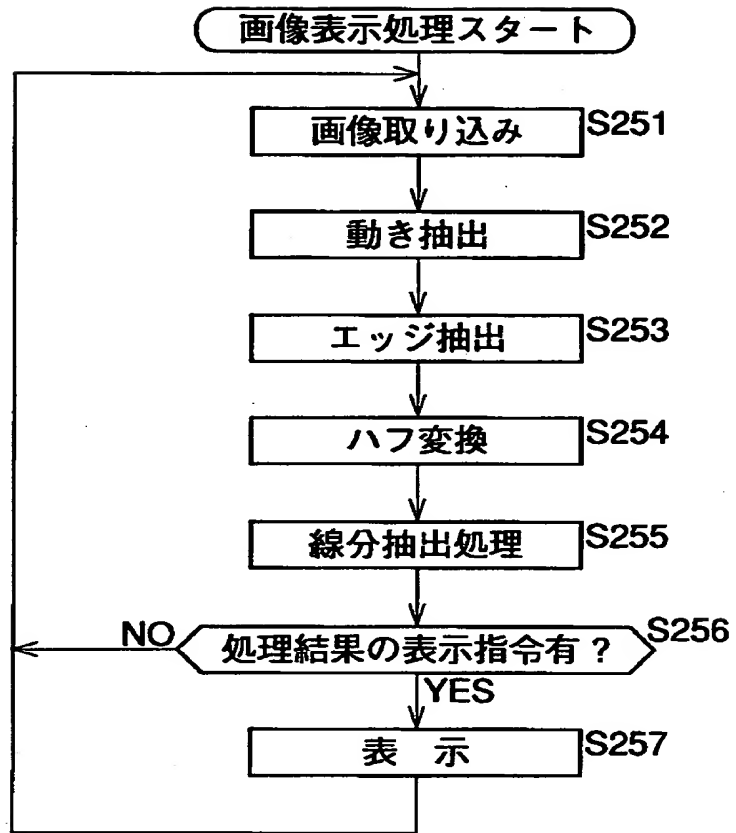 画像表示処理スタート
画像取り込み S251
動き抽出 S252
エッジ抽出 S253
ハフ変換 S254
線分抽出処理 S255
NO 処理結果の表示指令有? S256
YES
表 示 S257